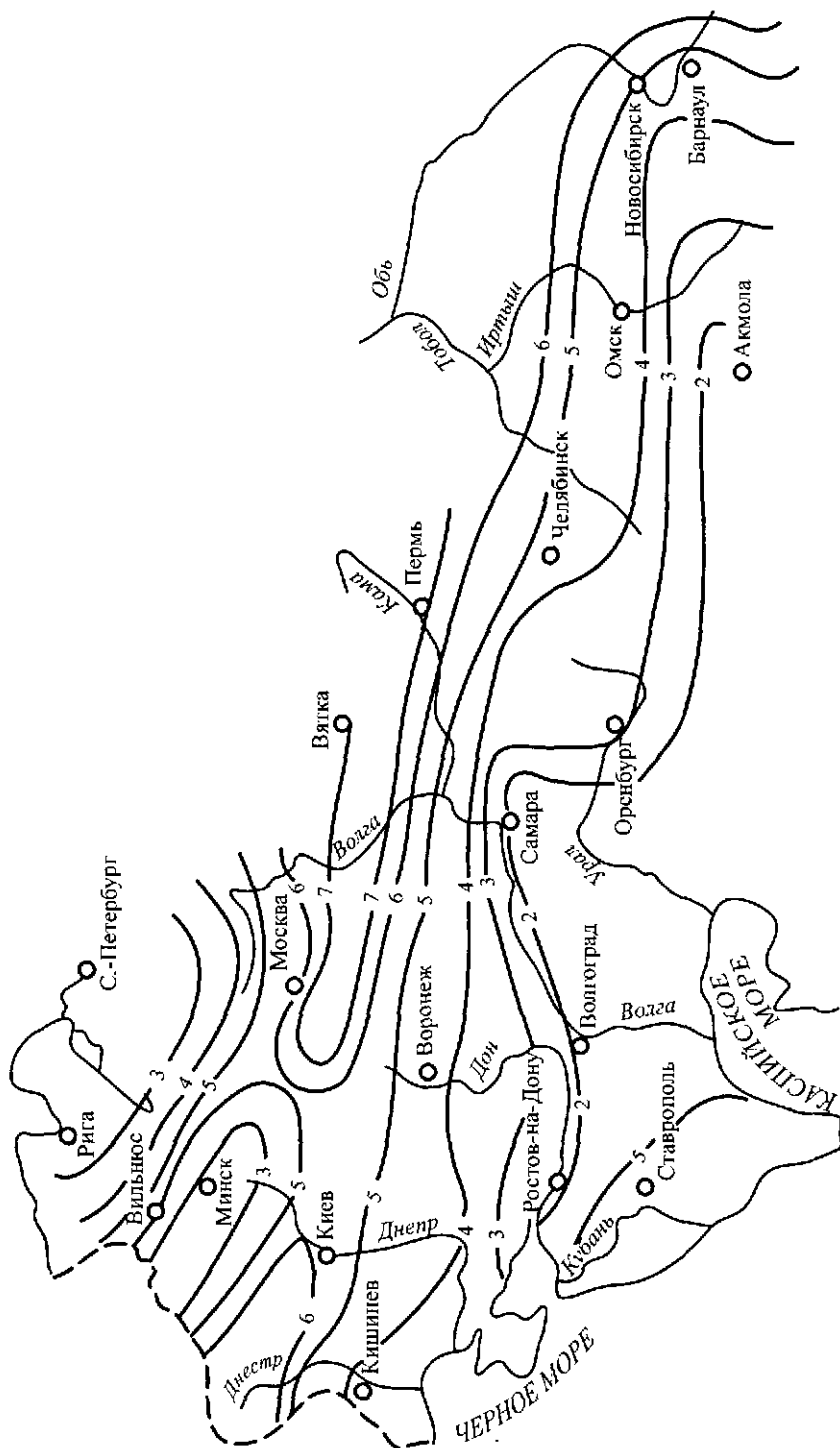 С.-Петербург
Рига
Вильнюс
Минск
Москва
Вятка
Волга
Кама
Пермь
Обь
Тобол
Иртыш
Челябинск
Омск
Новосибирск
Барнаул
Акмола
Киев
Днепр
Днестр
Кишинев
ЧЕРНОЕ МОРЕ
Воронеж
Дон
Ростов-на-Дону
Волгоград
Волга
Самара
Оренбург
Урал
Кубань
Ставрополь
КАСПИЙСКОЕ
МОРЕ
3
4
5
3
5
6
5
4
3
6
7
7
6
5
4
3
2
2
5
6
5
4
3
2